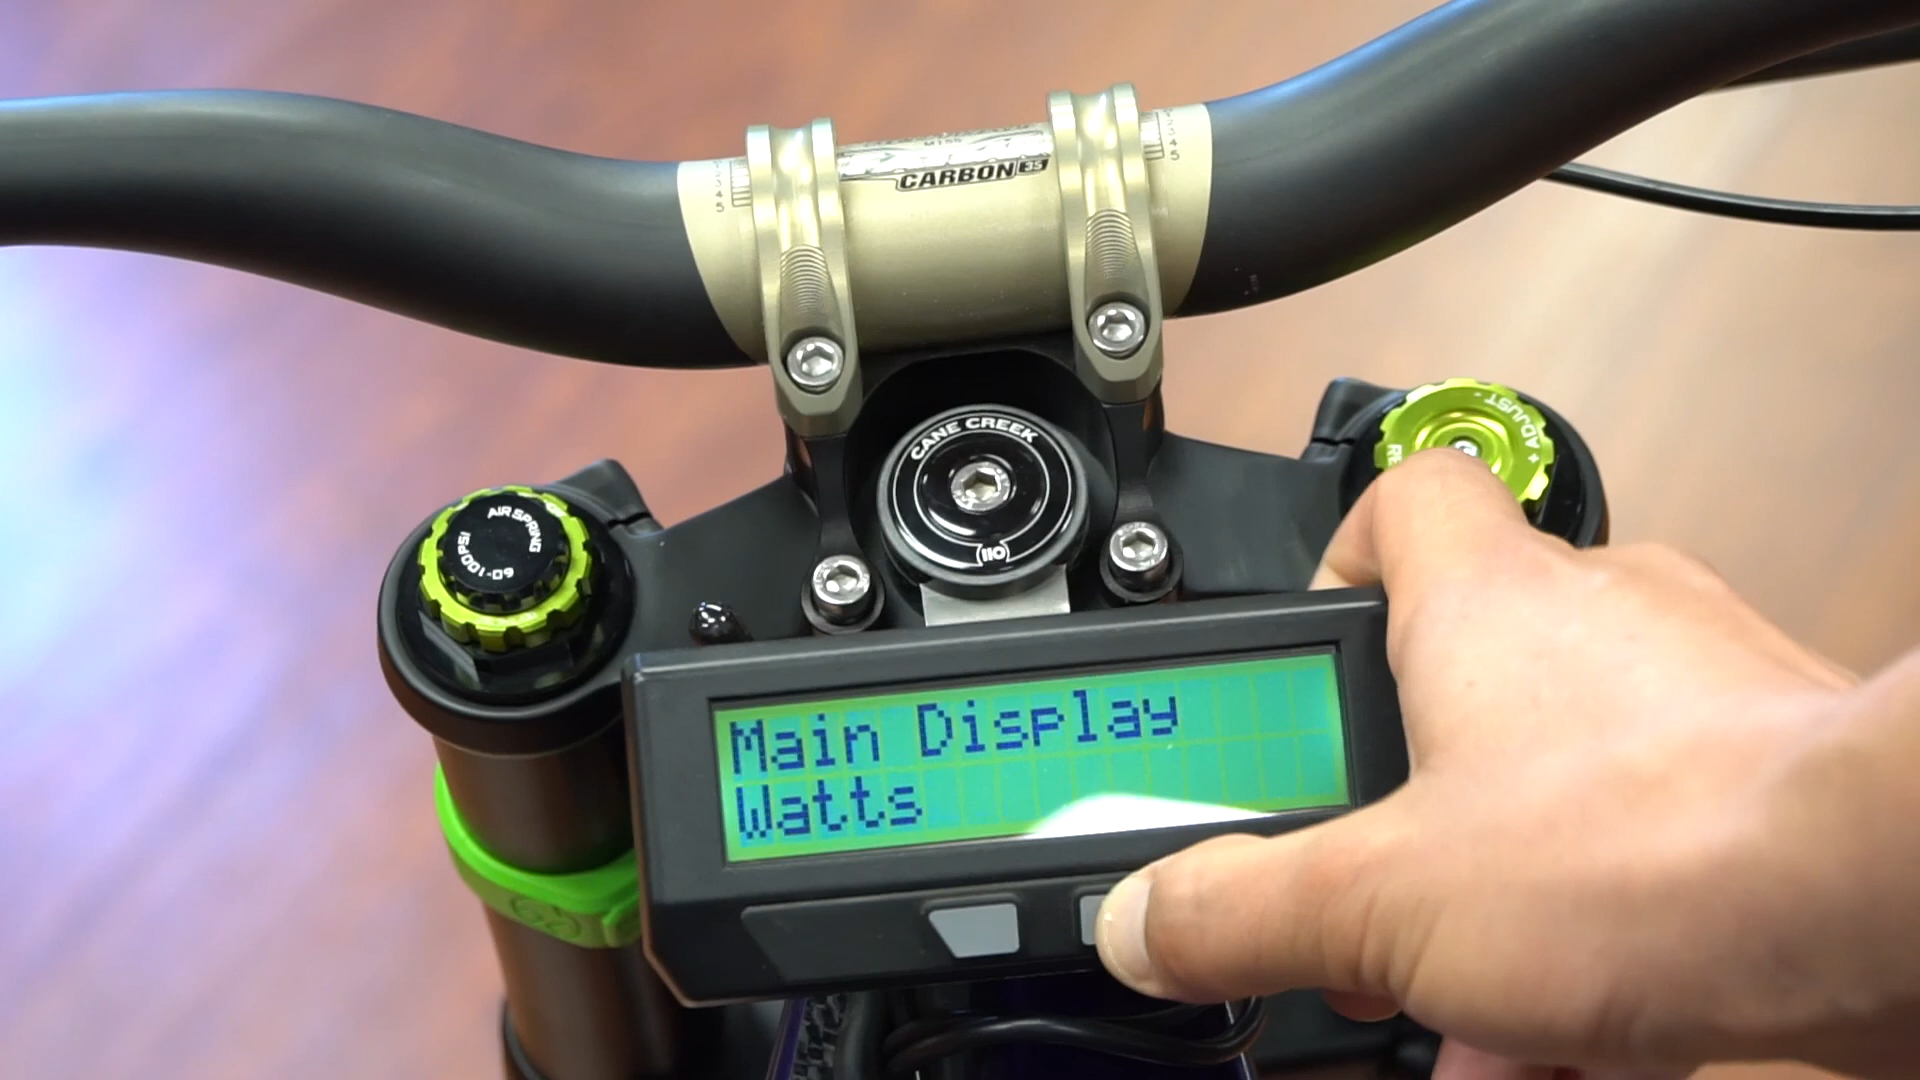 CARBON 35
CANE CREEK
110
AIR SPRING
60-100PSI
+ ADJUST -
Main Display
Watts